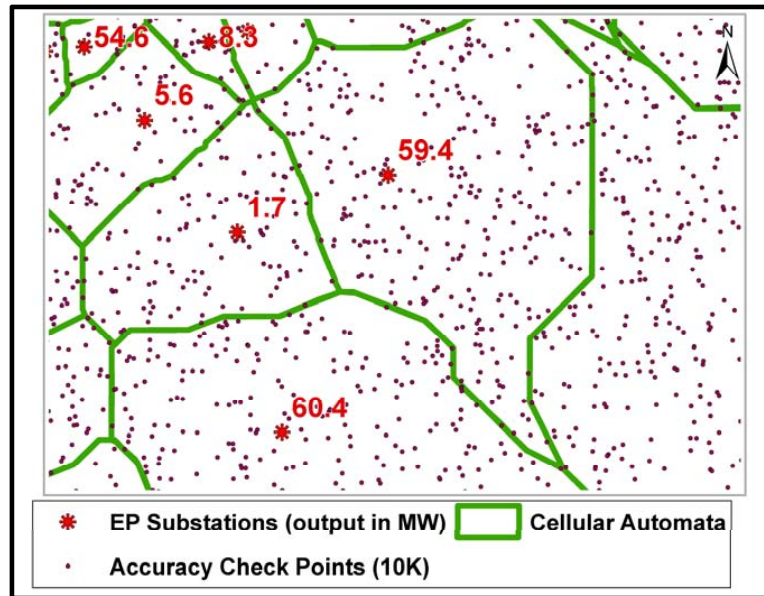 54.6
8.3
N
5.6
59.4
1.7
60.4
EP Substations (output in MW)
Cellular Automata
Accuracy Check Points (10K)